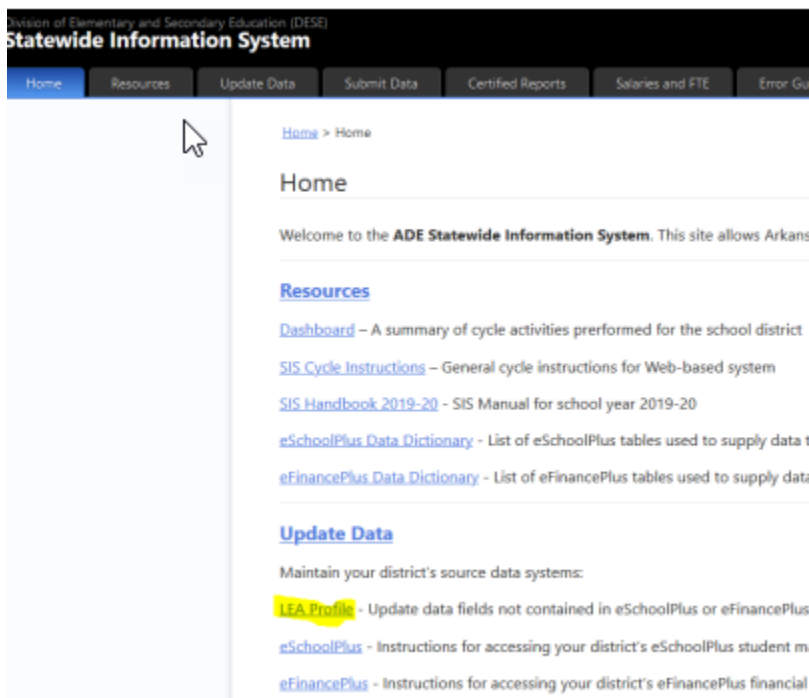 Division of Elementary and Secondary Education (DESE)
Statewide Information System
Home Resources Update Data Submit Data Certified Reports Salaries and FTE Error
Home > Home
Home
Welcome to the ADE Statewide Information System. This site allows
Resources
Dashboard – A summary of cycle activities prerformed for the school district
SIS Cycle Instructions – General cycle instructions for Web-based system
SIS Handbook 2019-20 - SIS Manual for school year 2019-20
eSchoolPlus Data Dictionary - List of eSchoolPlus tables used to supply data
eFinancePlus Data Dictionary - List of eFinancePlus tables used to supply data
Update Data
Maintain your district's source data systems:
LEA Profile - Update data fields not contained in eSchoolPlus or eFinancePlus
eSchoolPlus - Instructions for accessing your district's eSchoolPlus student
eFinancePlus - Instructions for accessing your district's eFinancePlus financial